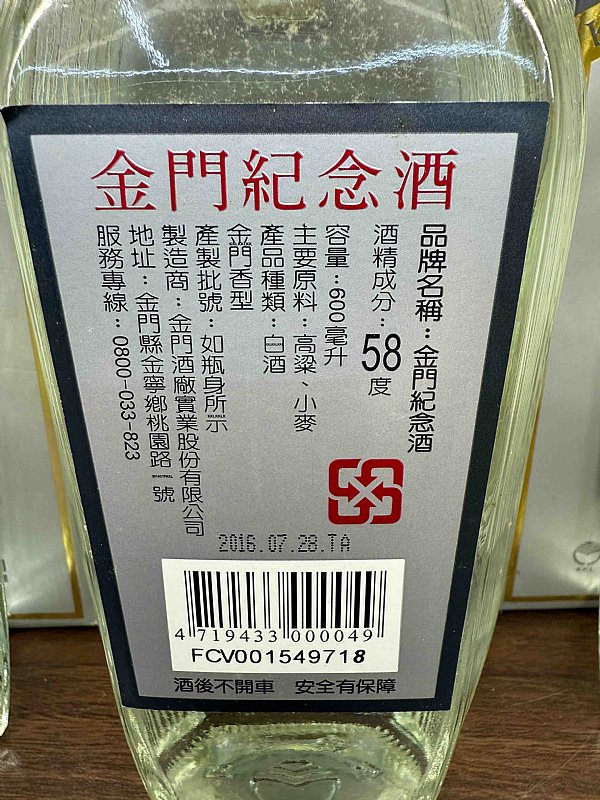 金門紀念酒
品牌名稱：金門紀念酒
酒精成分：58度
容量：600毫升
主要原料：高粱、小麥
產品種類：白酒
金門香型
產製批號：如瓶身所示
製造商：金門酒廠實業股份有限公司
地址：金門縣金寧鄉桃園路一號
服務專線：0800-033-823
2016.07.28.TA
4 719433 000049
FCV001549718
酒後不開車 安全有保障